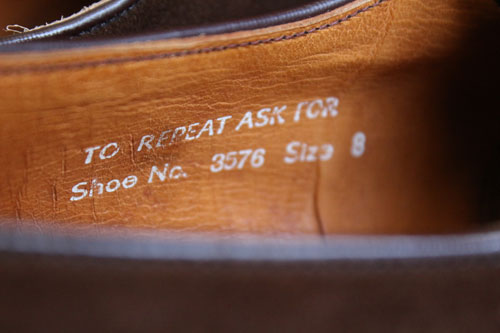 TO REPEAT ASK FOR
Shoe No. 3576 Size 8